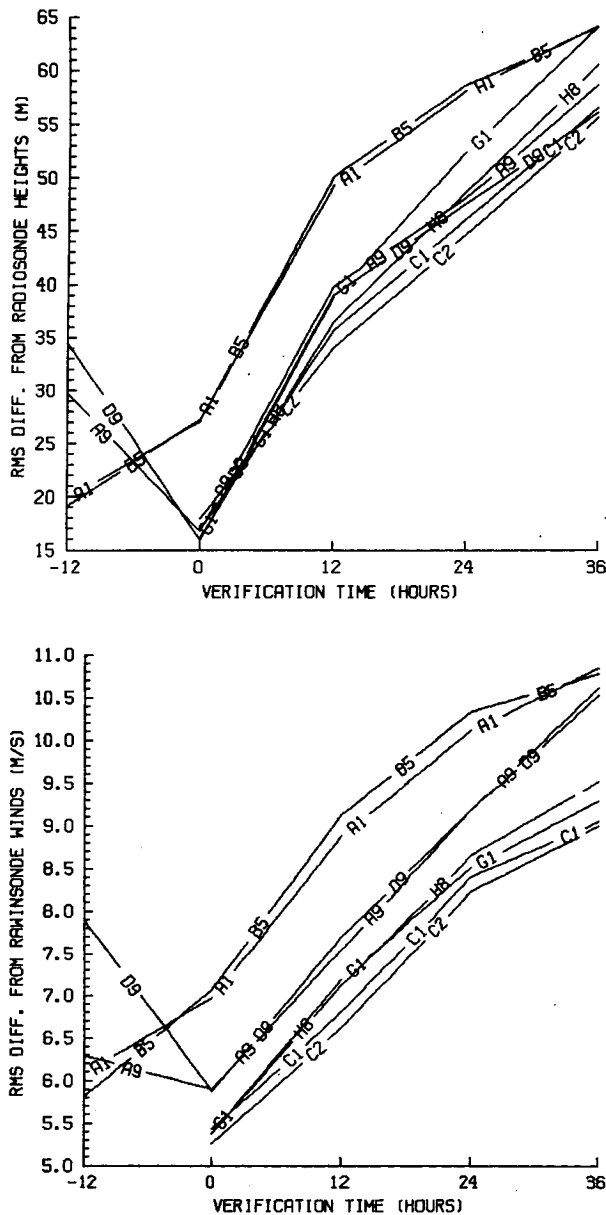 65
60
55
50
45
40
35
30
25
20
15
RMS DIFF. FROM RADIOSONDE HEIGHTS (M)
B5
A1
H8
B5
G1
A9 D9 C1
C2
A1
H8
G1 A9 D9
C1
C2
B5
D9
A9
A1
C2
A1 B5
G1
-12 0 12 24 36
VERIFICATION TIME (HOURS)
11.0
10.5
10.0
9.5
9.0
8.5
8.0
7.5
7.0
6.5
6.0
5.5
5.0
RMS DIFF. FROM RAWINSONDE WINDS (M/S)
B5
A1
A9 D9
B5
A1
G1
C1
D9
A9
H8
B5
G1
C1
C2
D9
A1
H8
A1 B5
A9
A9 D9
C1
C2
G1
-12 0 12 24 36
VERIFICATION TIME (HOURS)